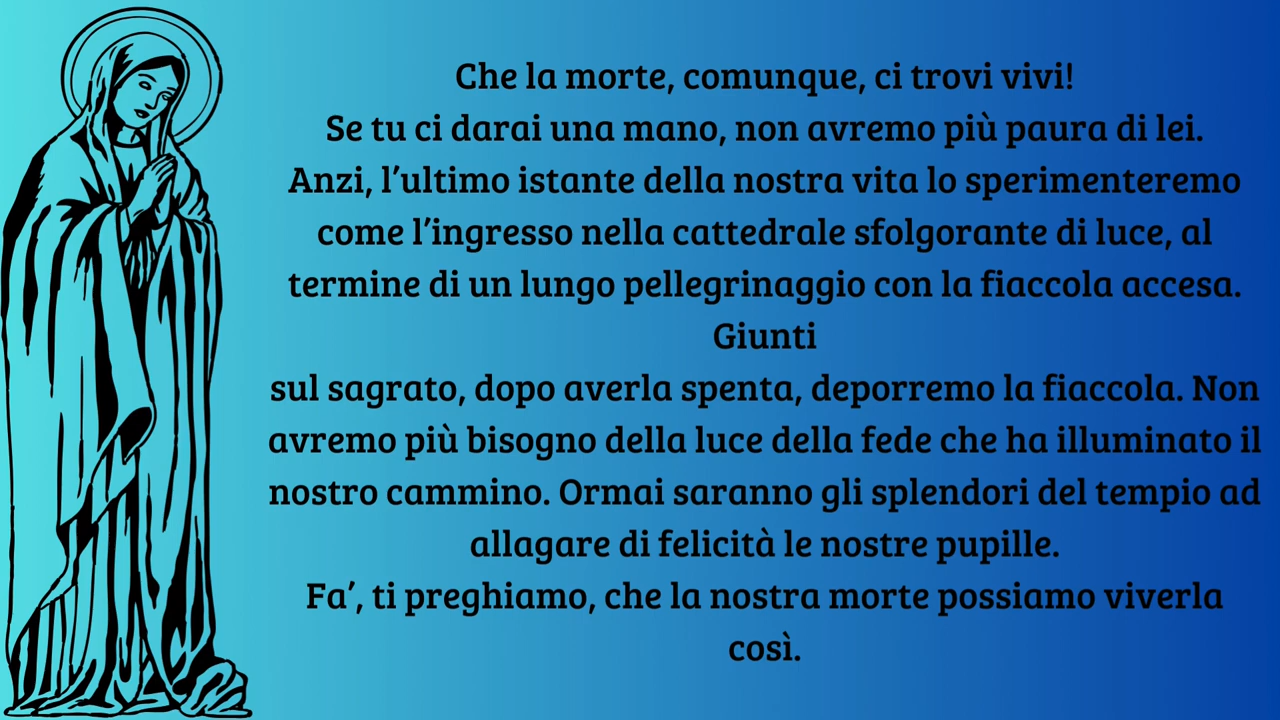 Che la morte, comunque, ci trovi vivi!
Se tu ci darai una mano, non avremo più paura di lei.
Anzi, l’ultimo istante della nostra vita lo sperimenteremo
come l’ingresso nella cattedrale sfolgorante di luce, al
termine di un lungo pellegrinaggio con la fiaccola accesa.
Giunti
sul sagrato, dopo averla spenta, deporremo la fiaccola. Non
avremo più bisogno della luce della fede che ha illuminato il
nostro cammino. Ormai saranno gli splendori del tempio ad
allagare di felicità le nostre pupille.
Fa’, ti preghiamo, che la nostra morte possiamo viverla
così.